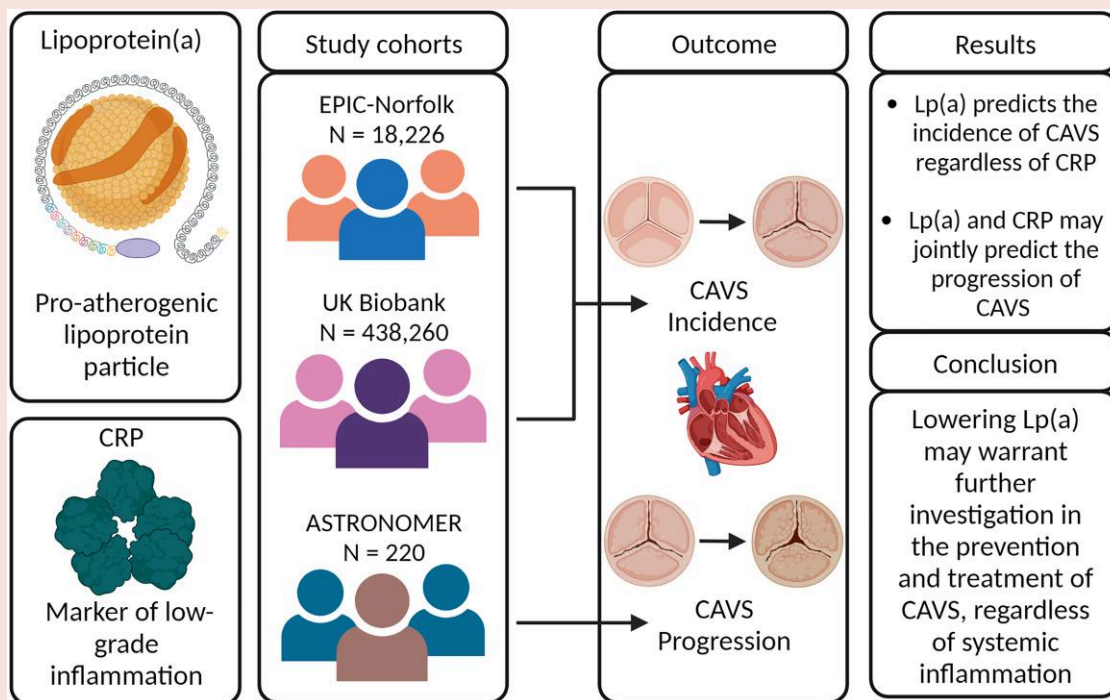 Lipoprotein(a)
Pro-atherogenic
lipoprotein
particle
CRP
Marker of low-
grade
inflammation
Study cohorts
EPIC-Norfolk
N = 18,226
UK Biobank
N = 438,260
ASTRONOMER
N = 220
Outcome
CAVS
Incidence
CAVS
Progression
Results
• Lp(a) predicts the
incidence of CAVS
regardless of CRP
• Lp(a) and CRP may
jointly predict the
progression of
CAVS
Conclusion
Lowering Lp(a)
may warrant
further
investigation in
the prevention
and treatment of
CAVS, regardless
of systemic
inflammation